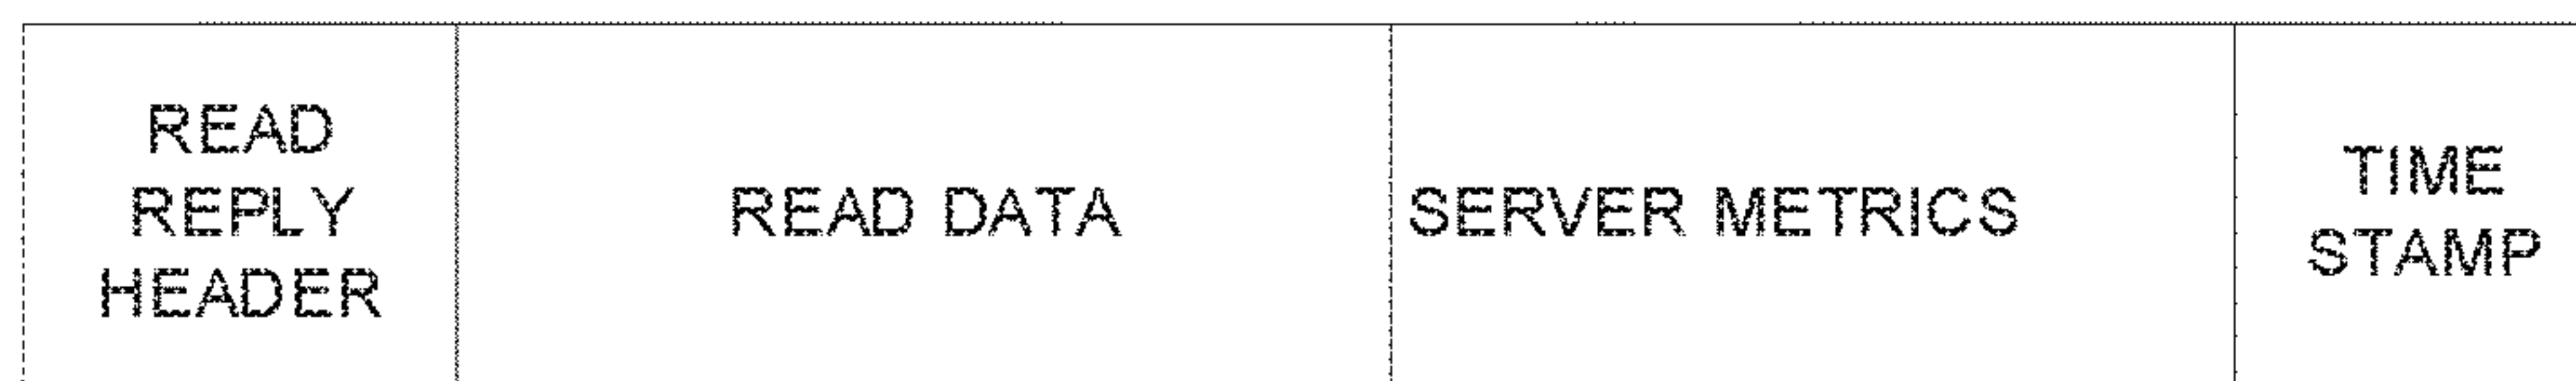 READ
REPLY
HEADER
READ DATA
SERVER METRICS
TIME
STAMP